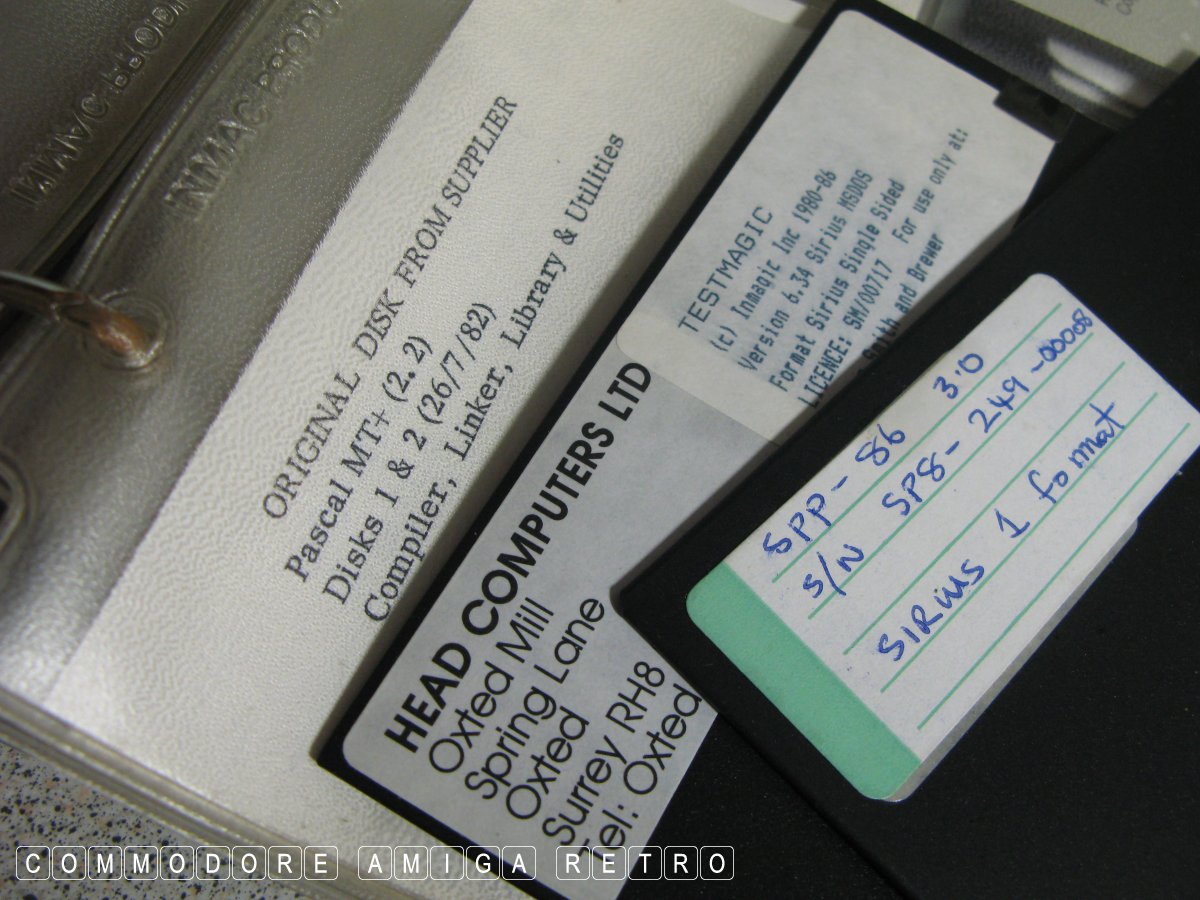 INMAC PRODU
ORIGINAL DISK FROM SUPPLIER
Pascal MT+ (2.2)
Disks 1 & 2 (26/7/82)
Compiler, Linker, Library & Utilities
TESTMAGIC
(c) Inmagic Inc 1980-86
Version 6.34 Sirius MSDOS
Format Sirius Single Sided
LICENCE: SM/00717 For use only at:
Smith and Brewer
HEAD COMPUTERS LTD
Oxted Mill
Spring Lane
Oxted
Surrey RH8
Tel: Oxted
SPP-86 3.0
S/N SP8-249-00008
SIRIUS 1 format
COMMODORE AMIGA RETRO